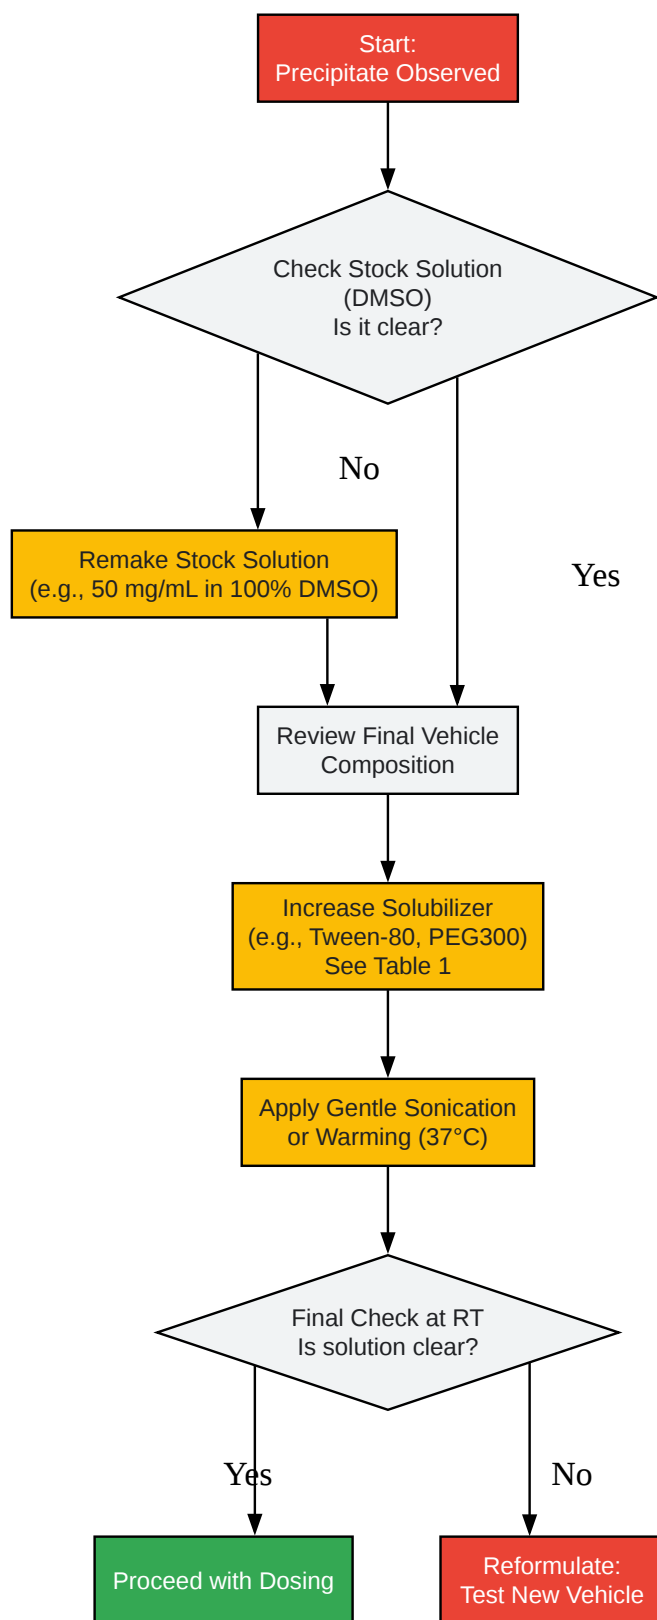 Start:
Precipitate Observed
Check Stock Solution
(DMSO)
Is it clear?
No
Remake Stock Solution
(e.g., 50 mg/mL in 100% DMSO)
Yes
Review Final Vehicle
Composition
Increase Solubilizer
(e.g., Tween-80, PEG300)
See Table 1
Apply Gentle Sonication
or Warming (37°C)
Final Check at RT
Is solution clear?
Yes
No
Proceed with Dosing
Reformulate:
Test New Vehicle